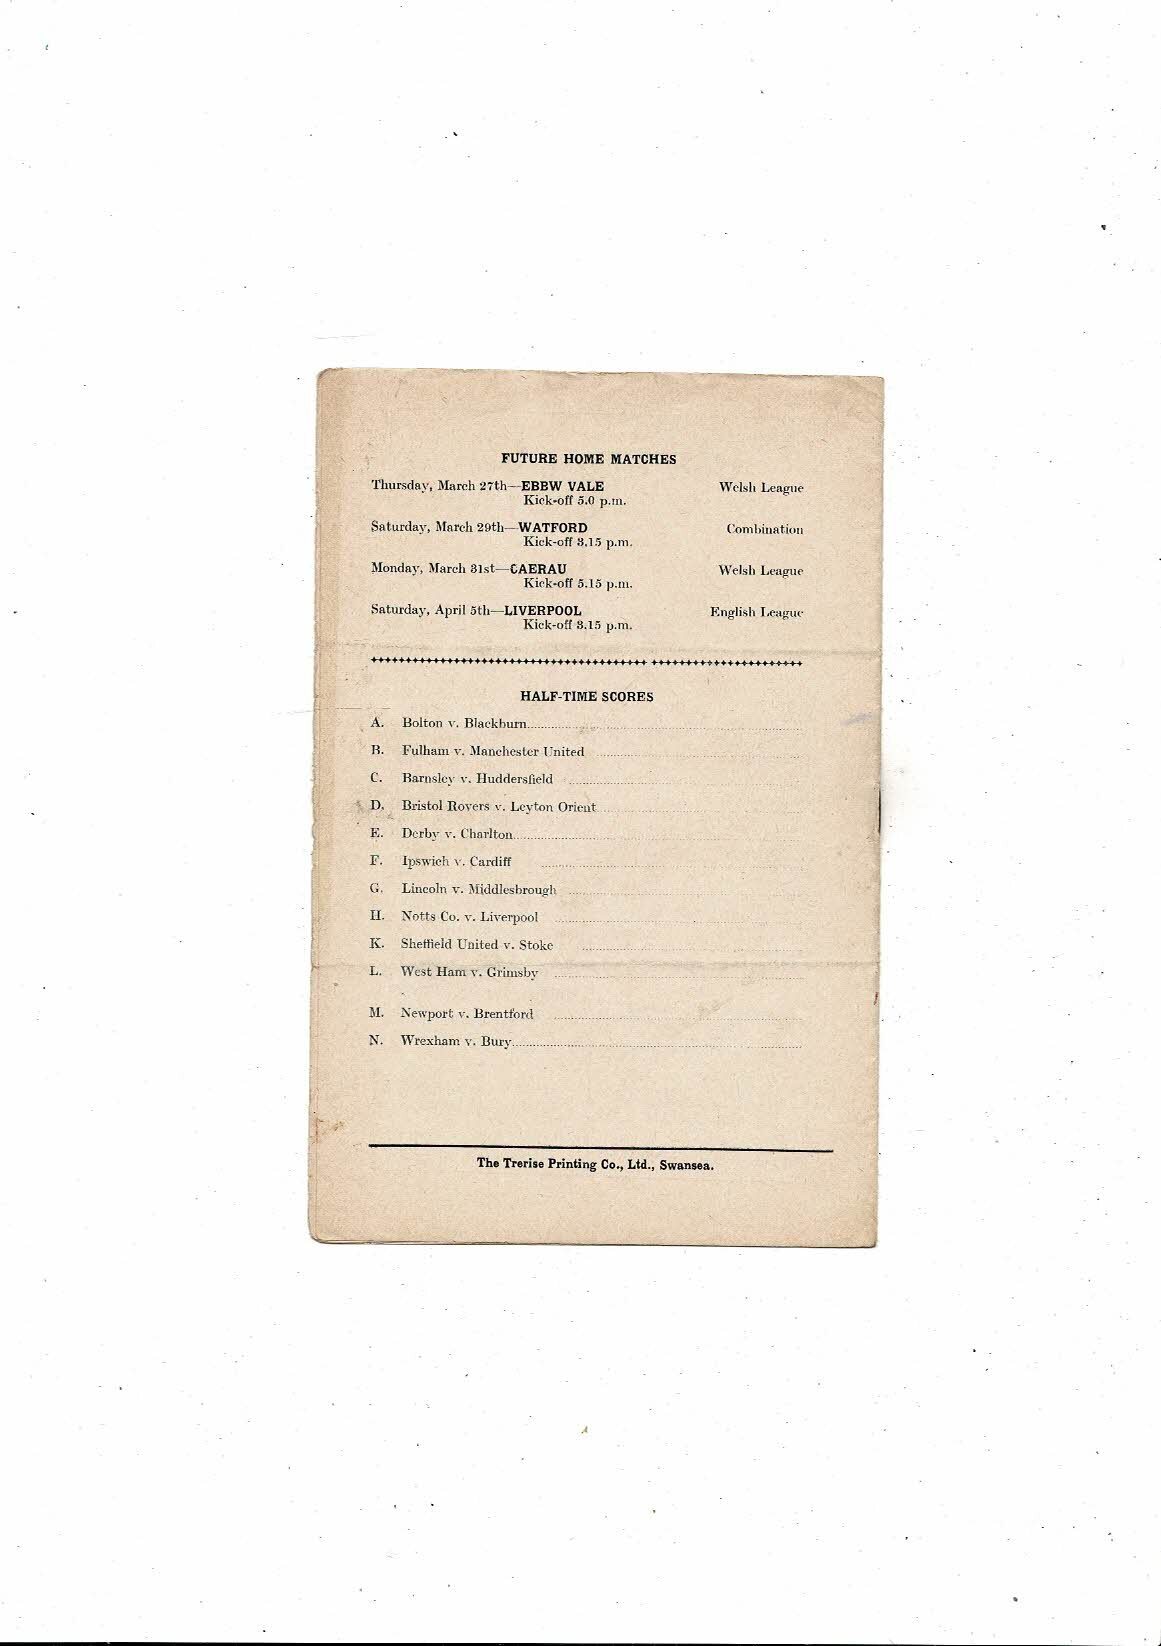 FUTURE HOME MATCHES
Thursday, March 27th—EBBW VALE Welsh League
Kick-off 5.0 p.m.
Saturday, March 29th—WATFORD Combination
Kick-off 3.15 p.m.
Monday, March 31st—CAERAU Welsh League
Kick-off 5.15 p.m.
Saturday, April 5th—LIVERPOOL English League
Kick-off 3.15 p.m.
HALF-TIME SCORES
A. Bolton v. Blackburn
B. Fulham v. Manchester United
C. Barnsley v. Huddersfield
D. Bristol Rovers v. Leyton Orient
E. Derby v. Charlton
F. Ipswich v. Cardiff
G. Lincoln v. Middlesbrough
H. Notts Co. v. Liverpool
K. Sheffield United v. Stoke
L. West Ham v. Grimsby
M. Newport v. Brentford
N. Wrexham v. Bury
The Trerise Printing Co., Ltd., Swansea.